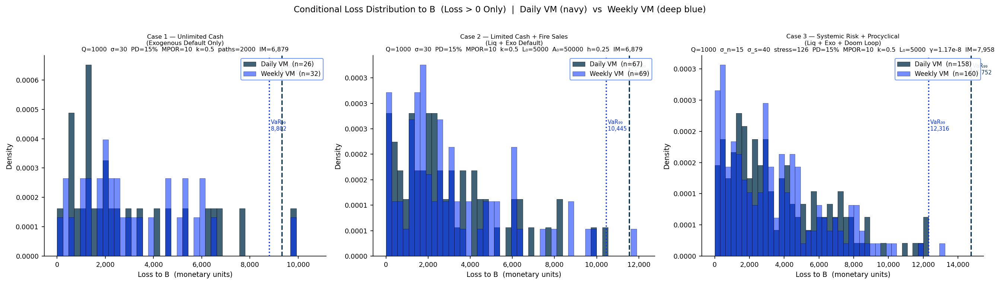 Conditional Loss Distribution to B (Loss > 0 Only) | Daily VM (navy) vs Weekly VM (deep blue)
Case 1 — Unlimited Cash
(Exogenous Default Only)
Q=1000 σ=30 PD=15% MPOR=10 k=0.5 paths=2000 IM=6,879
Daily VM (n=26)
Weekly VM (n=32)
VaR₉₉
8,802
Density
0.0006
0.0005
0.0004
0.0003
0.0002
0.0001
0.0000
0
2,000
4,000
6,000
8,000
10,000
Loss to B (monetary units)
Case 2 — Limited Cash + Fire Sales
(Liq + Exo Default)
Q=1000 σ=30 PD=15% MPOR=10 k=0.5 L₀=5000 A₀=50000 h=0.25 IM=6,879
Daily VM (n=67)
Weekly VM (n=69)
VaR₉₉
10,445
Density
0.0003
0.0003
0.0003
0.0002
0.0002
0.0001
0.0001
0.0000
0
2,000
4,000
6,000
8,000
10,000
12,000
Loss to B (monetary units)
Case 3 — Systemic Risk + Procyclical
(Liq + Exo + Doom Loop)
Q=1000 σ_n=15 σ_s=40 stress=126 PD=15% MPOR=10 k=0.5 L₀=5000 γ=1.17e-8 IM=7,958
Daily VM (n=158)
Weekly VM (n=160)
VaR₉₉
12,316
Density
0.0003
0.0003
0.0002
0.0002
0.0001
0.0001
0.0000
0
2,000
4,000
6,000
8,000
10,000
12,000
14,000
Loss to B (monetary units)